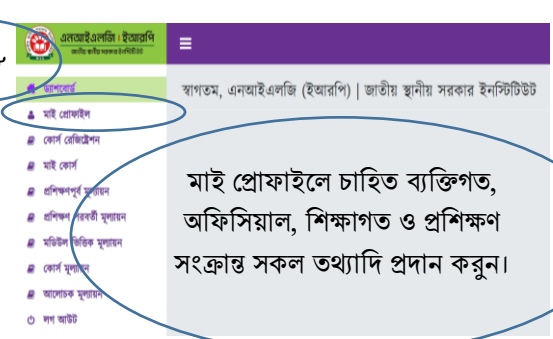 এনআইএলজি । ইআরপি
জাতীয় স্থানীয় সরকার ইনস্টিটিউট
স্বাগতম, এনআইএলজি (ইআরপি) | জাতীয় স্থানীয় সরকার ইনস্টিটিউট
ড্যাশবোর্ড
মাই প্রোফাইল
কোর্স রেজিস্ট্রেশন
মাই কোর্স
প্রশিক্ষণপূর্ব মূল্যায়ন
প্রশিক্ষণ পরবর্তী মূল্যায়ন
মডিউল ভিত্তিক মূল্যায়ন
কোর্স মূল্যায়ন
আলোচক মূল্যায়ন
লগ আউট
মাই প্রোফাইলে চাহিত ব্যক্তিগত,
অফিসিয়াল, শিক্ষাগত ও প্রশিক্ষণ
সংক্রান্ত সকল তথ্যাদি প্রদান করুন।